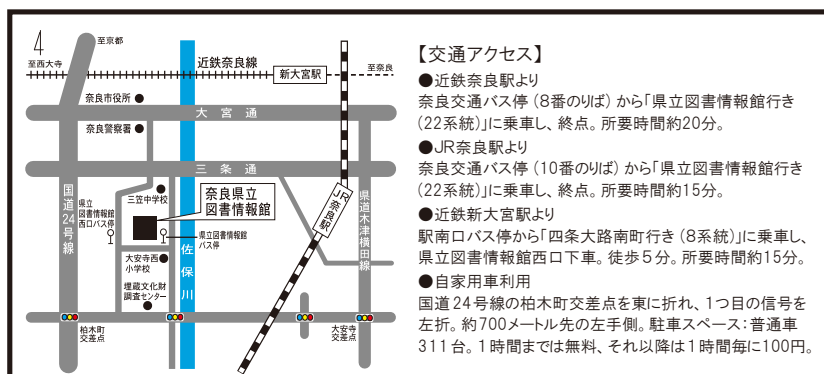 4
至京都
至西大寺
近鉄奈良線
新大宮駅
至奈良
奈良市役所
大宮通
奈良警察署
三条通
国道24号線
県立
図書情報館
西口バス停
三笠中学校
奈良県立
図書情報館
県立図書情報館
バス停
JR奈良駅
県道木津横田線
大安寺西
小学校
佐保川
埋蔵文化財
調査センター
柏木町
交差点
大安寺
交差点
【交通アクセス】
●近鉄奈良駅より
奈良交通バス停（8番のりば）から「県立図書情報館行き
（22系統）」に乗車し、終点。所要時間約20分。
●JR奈良駅より
奈良交通バス停（10番のりば）から「県立図書情報館行き
（22系統）」に乗車し、終点。所要時間約15分。
●近鉄新大宮駅より
駅南口バス停から「四条大路南町行き（8系統）」に乗車し、
県立図書情報館西口下車。徒歩5分。所要時間約15分。
●自家用車利用
国道24号線の柏木町交差点を東に折れ、1つ目の信号を
左折。約700メートル先の左手側。駐車スペース：普通車
311台。1時間までは無料、それ以降は1時間毎に100円。